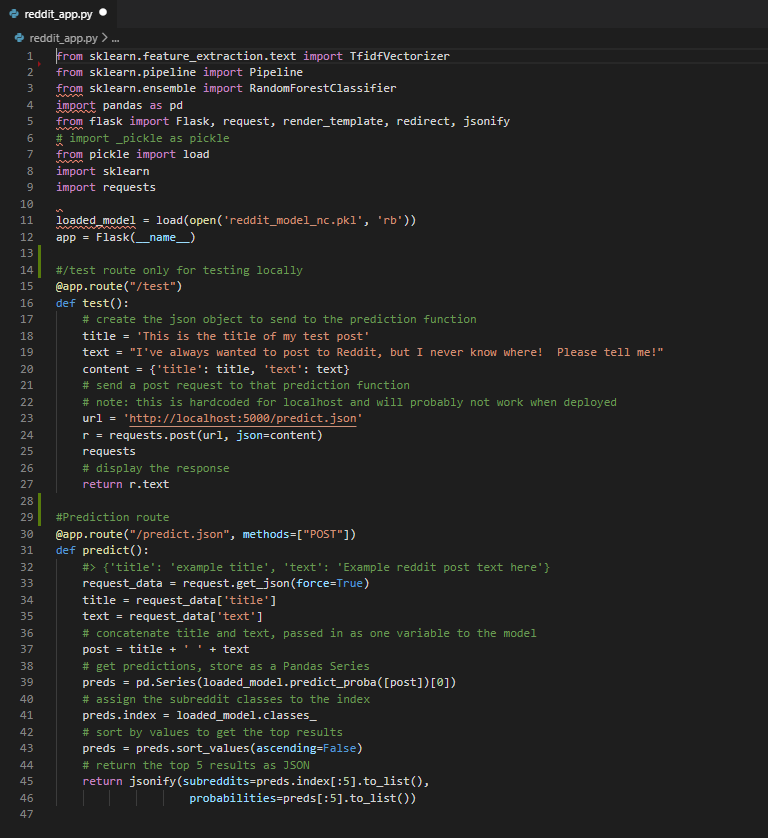 reddit_app.py
reddit_app.py > ...
1 from sklearn.feature_extraction.text import TfidfVectorizer
2 from sklearn.pipeline import Pipeline
3 from sklearn.ensemble import RandomForestClassifier
4 import pandas as pd
5 from flask import Flask, request, render_template, redirect, jsonify
6 # import _pickle as pickle
7 from pickle import load
8 import sklearn
9 import requests
10
11 loaded_model = load(open('reddit_model_nc.pkl', 'rb'))
12 app = Flask(__name__)
13
14 #/test route only for testing locally
15 @app.route("/test")
16 def test():
17     # create the json object to send to the prediction function
18     title = 'This is the title of my test post'
19     text = "I've always wanted to post to Reddit, but I never know where!  Please tell me!"
20     content = {'title': title, 'text': text}
21     # send a post request to that prediction function
22     # note: this is hardcoded for localhost and will probably not work when deployed
23     url = 'http://localhost:5000/predict.json'
24     r = requests.post(url, json=content)
25     requests
26     # display the response
27     return r.text
28
29 #Prediction route
30 @app.route("/predict.json", methods=["POST"])
31 def predict():
32     #> {'title': 'example title', 'text': 'Example reddit post text here'}
33     request_data = request.get_json(force=True)
34     title = request_data['title']
35     text = request_data['text']
36     # concatenate title and text, passed in as one variable to the model
37     post = title + ' ' + text
38     # get predictions, store as a Pandas Series
39     preds = pd.Series(loaded_model.predict_proba([post])[0])
40     # assign the subreddit classes to the index
41     preds.index = loaded_model.classes_
42     # sort by values to get the top results
43     preds = preds.sort_values(ascending=False)
44     # return the top 5 results as JSON
45     return jsonify(subreddits=preds.index[:5].to_list(),
46                     probabilities=preds[:5].to_list())
47